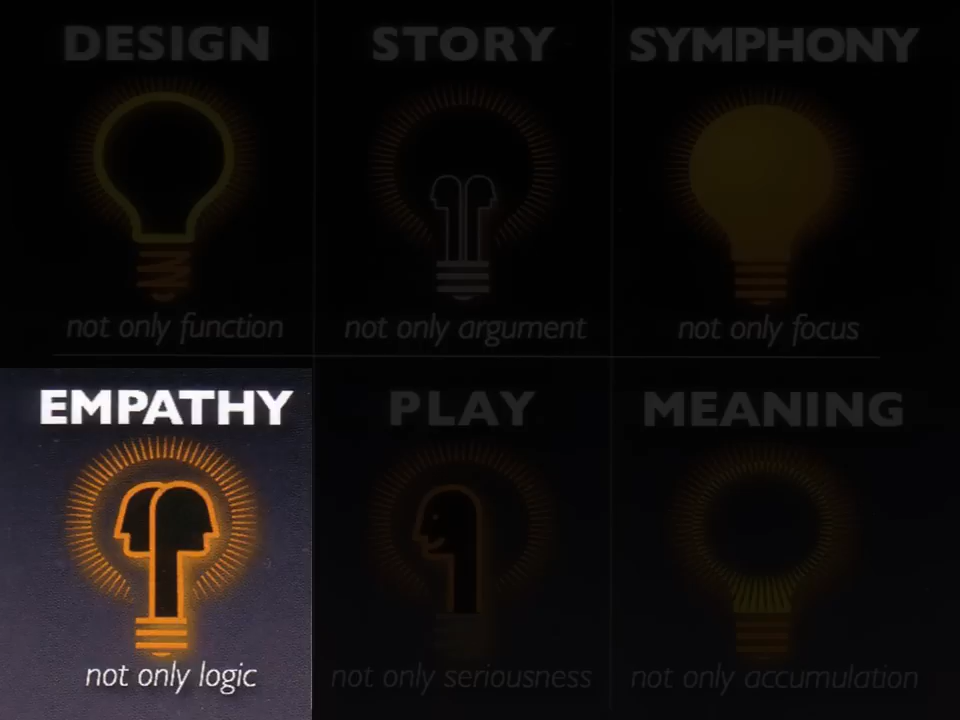 DESIGN
not only function
STORY
not only argument
SYMPHONY
not only focus
EMPATHY
not only logic
PLAY
not only seriousness
MEANING
not only accumulation